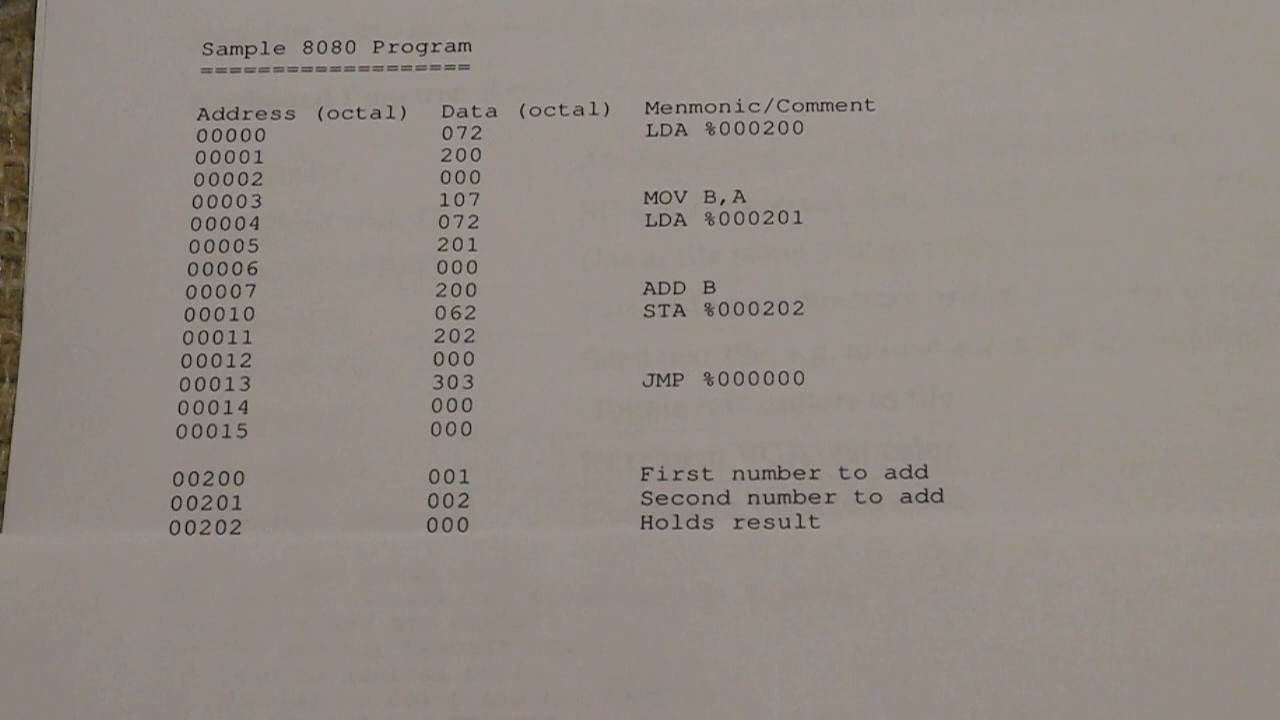 Sample 8080 Program
===================
Address (octal) Data (octal) Menmonic/Comment
00000 072 LDA %000200
00001 200
00002 000
00003 107 MOV B,A
00004 072 LDA %000201
00005 201
00006 000
00007 200 ADD B
00010 062 STA %000202
00011 202
00012 000
00013 303 JMP %000000
00014 000
00015 000
00200 001 First number to add
00201 002 Second number to add
00202 000 Holds result